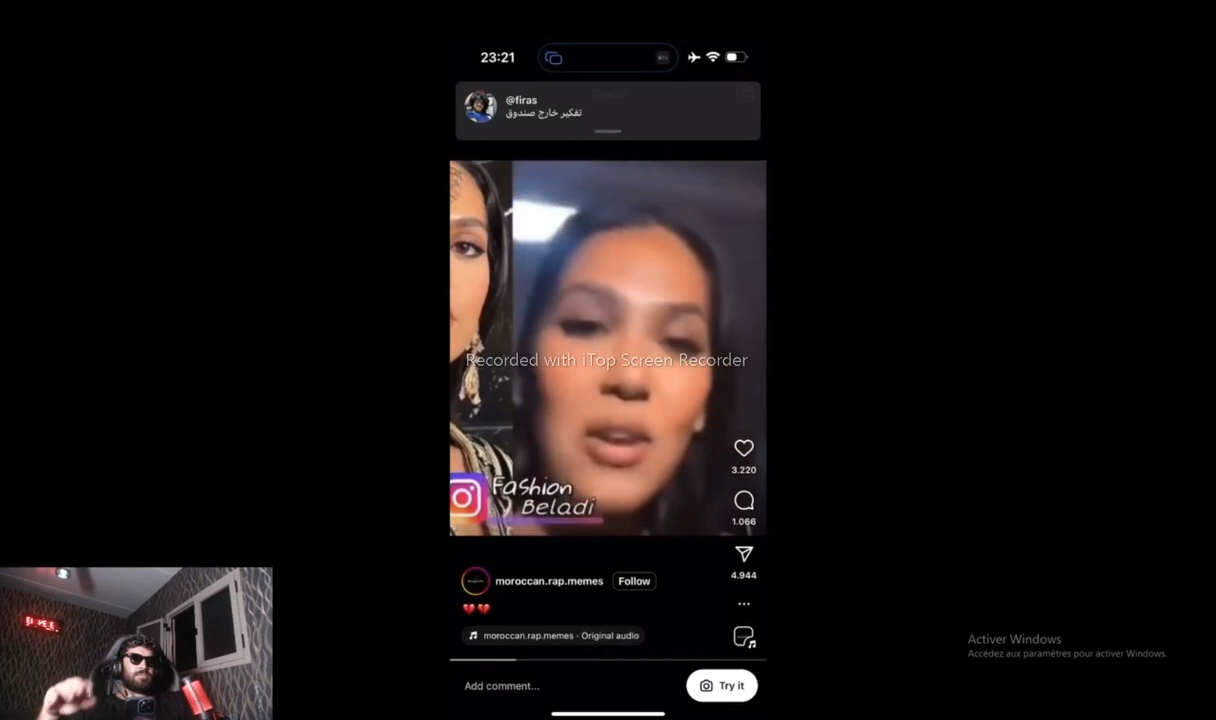 23:21
@firas
تفكير خارج صندوق
Recorded with iTop Screen Recorder
3.220
Fashion
Beladi
1.066
4.944
moroccan.rap.memes
Follow
💔💔
moroccan.rap.memes · Original audio
Activer Windows
Accédez aux paramètres pour activer Windows.
Add comment...
Try it